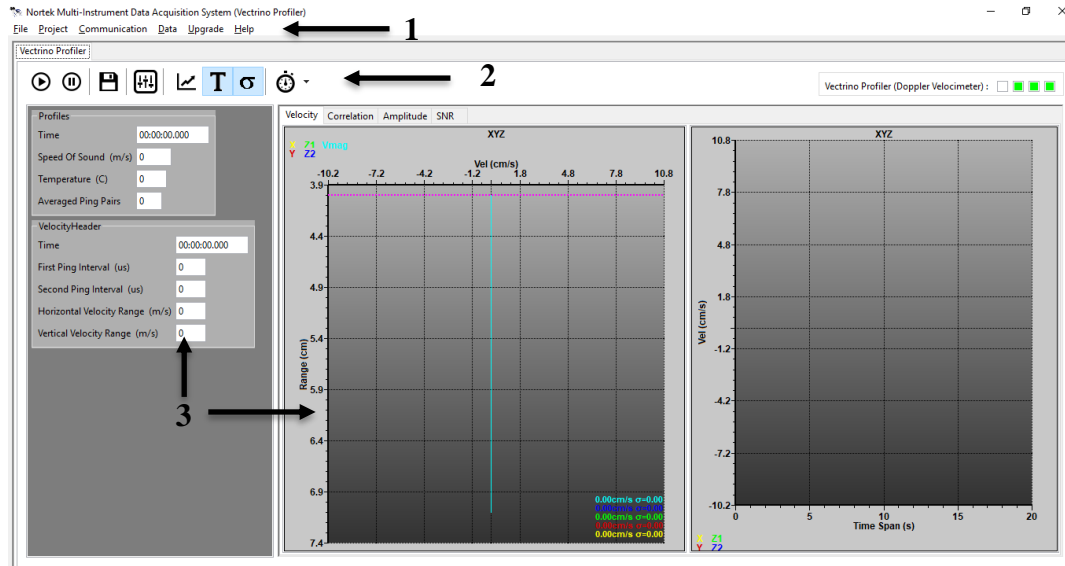 Nortek Multi-Instrument Data Acquisition System (Vectrino Profiler)
File Project Communication Data Upgrade Help
1
Vectrino Profiler
T σ
2
Vectrino Profiler (Doppler Velocimeter) :
Profiles
Time 00:00:00.000
Speed Of Sound (m/s) 0
Temperature (C) 0
Averaged Ping Pairs 0
VelocityHeader
Time 00:00:00.000
First Ping Interval (us) 0
Second Ping Interval (us) 0
Horizontal Velocity Range (m/s) 0
Vertical Velocity Range (m/s) 0
3
Velocity Correlation Amplitude SNR
XYZ
X Z1 Vmag
Y Z2
Vel (cm/s)
-10.2 -7.2 -4.2 -1.2 1.8 4.8 7.8 10.8
3.9
4.4
4.9
5.4
5.9
6.4
6.9
7.4
Range (cm)
0.00cm/s σ=0.00
0.00cm/s σ=0.00
0.00cm/s σ=0.00
0.00cm/s σ=0.00
0.00cm/s σ=0.00
XYZ
10.8
7.8
4.8
1.8
-1.2
-4.2
-7.2
-10.2
Vel (cm/s)
0 5 10 15 20
Time Span (s)
X Z1
Y Z2